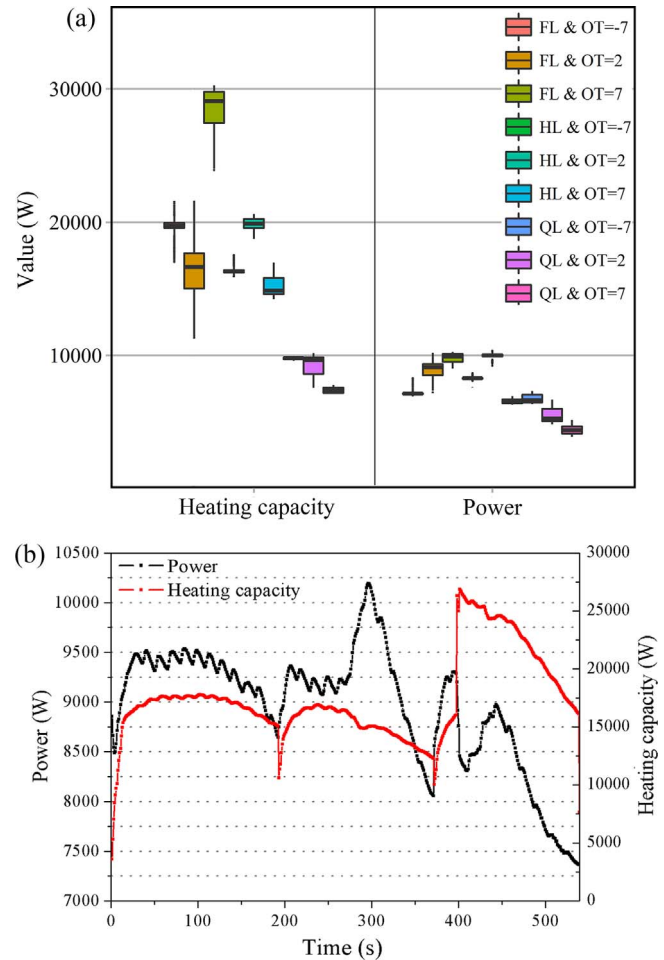 (a)
FL & OT=-7
FL & OT=2
FL & OT=7
HL & OT=-7
HL & OT=2
HL & OT=7
QL & OT=-7
QL & OT=2
QL & OT=7
30000
20000
10000
Value (W)
Heating capacity Power
(b)
Power
Heating capacity
10500
10000
9500
9000
8500
8000
7500
7000
Power (W)
30000
25000
20000
15000
10000
5000
0
Heating capacity (W)
0 100 200 300 400 500
Time (s)